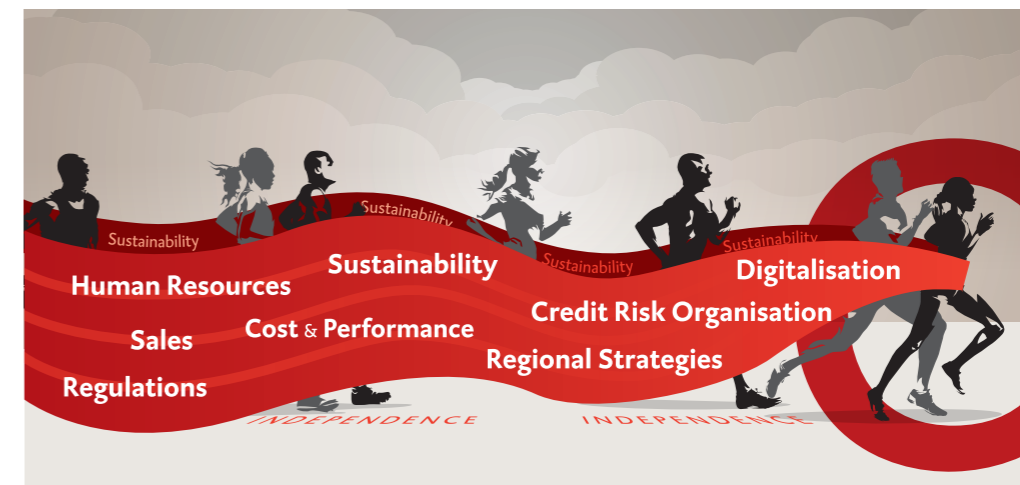 Sustainability
Sustainability
Sustainability
Sustainability
Human Resources
Sustainability
Digitalisation
Sales
Cost & Performance
Credit Risk Organisation
Regulations
Regional Strategies
INDEPENDENCE
INDEPENDENCE